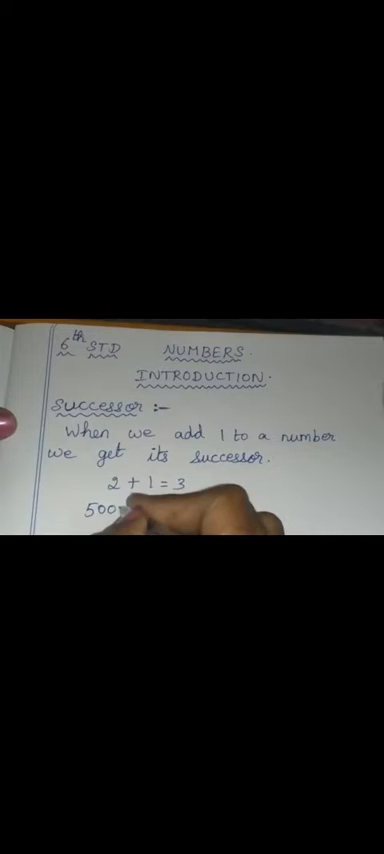 6th STD NUMBERS.
INTRODUCTION.
Successor :-
When we add 1 to a number
we get its successor.
2 + 1 = 3
500